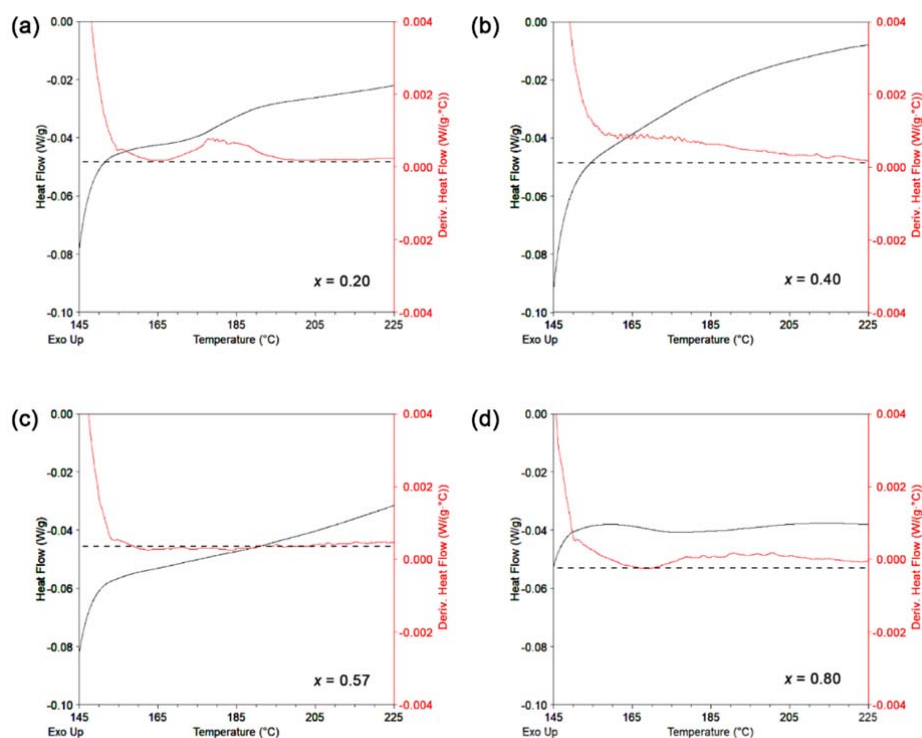 (a)
0.00
-0.02
-0.04
-0.06
-0.08
-0.10
Heat Flow (W/g)
0.004
0.002
0.000
-0.002
-0.004
Deriv. Heat Flow (W/(g·°C))
x = 0.20
145 165 185 205 225
Exo Up Temperature (°C)
(b)
0.00
-0.02
-0.04
-0.06
-0.08
-0.10
Heat Flow (W/g)
0.004
0.002
0.000
-0.002
-0.004
Deriv. Heat Flow (W/(g·°C))
x = 0.40
145 165 185 205 225
Exo Up Temperature (°C)
(c)
0.00
-0.02
-0.04
-0.06
-0.08
-0.10
Heat Flow (W/g)
0.004
0.002
0.000
-0.002
-0.004
Deriv. Heat Flow (W/(g·°C))
x = 0.57
145 165 185 205 225
Exo Up Temperature (°C)
(d)
0.00
-0.02
-0.04
-0.06
-0.08
-0.10
Heat Flow (W/g)
0.004
0.002
0.000
-0.002
-0.004
Deriv. Heat Flow (W/(g·°C))
x = 0.80
145 165 185 205 225
Exo Up Temperature (°C)